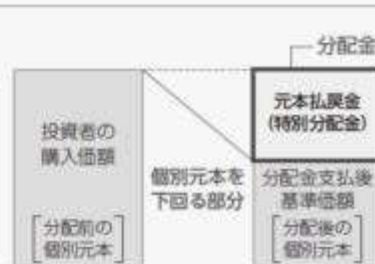 分配金
元本払戻金
(特別分配金)
投資者の
購入価額
個別元本を
下回る部分
分配金支払後
基準価額
分配前の
個別元本
分配後の
個別元本